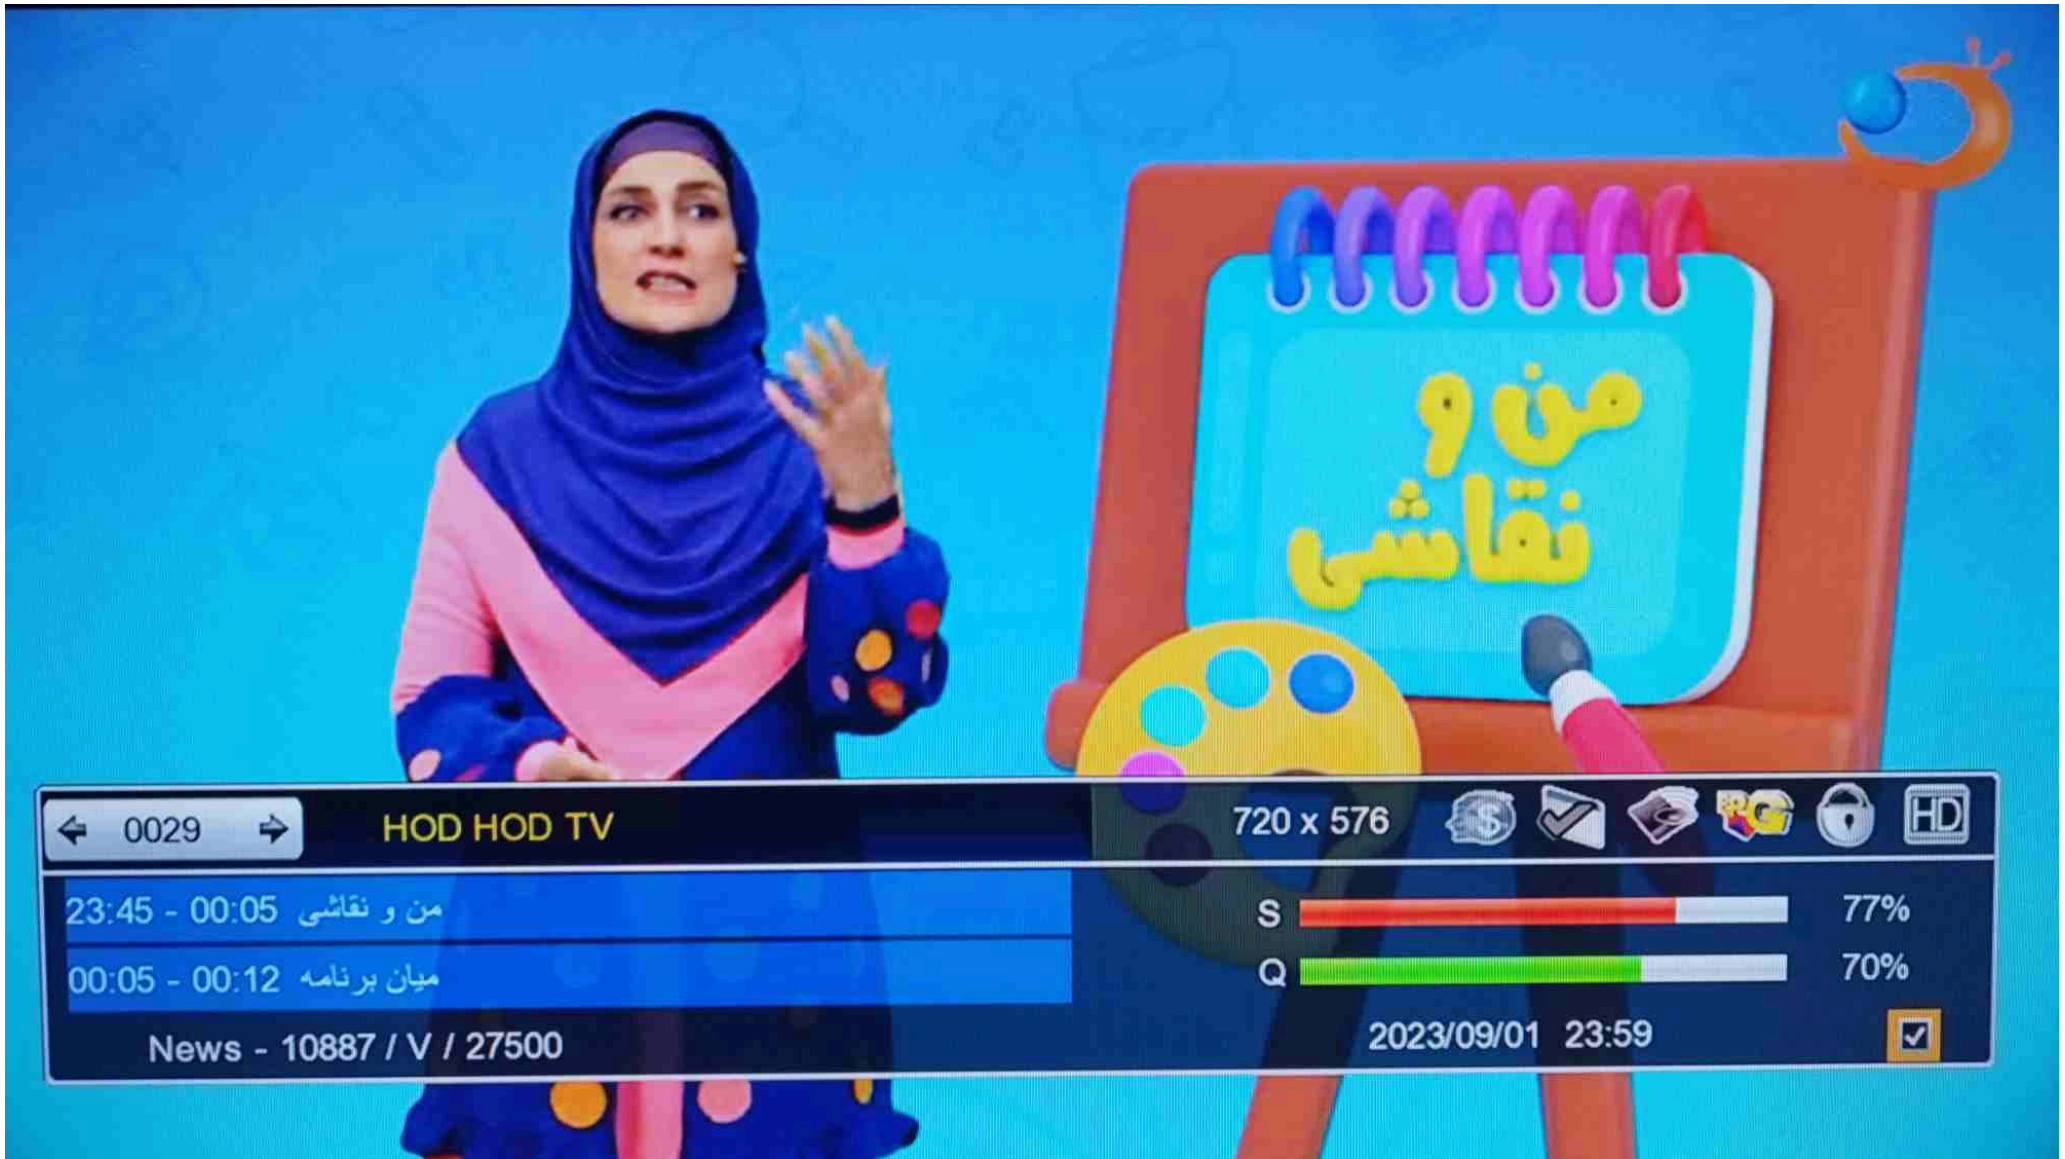 من و
نقاشی
0029
HOD HOD TV
720 x 576
HD
23:45 - 00:05 من و نقاشی
S 77%
00:05 - 00:12 میان برنامه
Q 70%
News - 10887 / V / 27500
2023/09/01 23:59